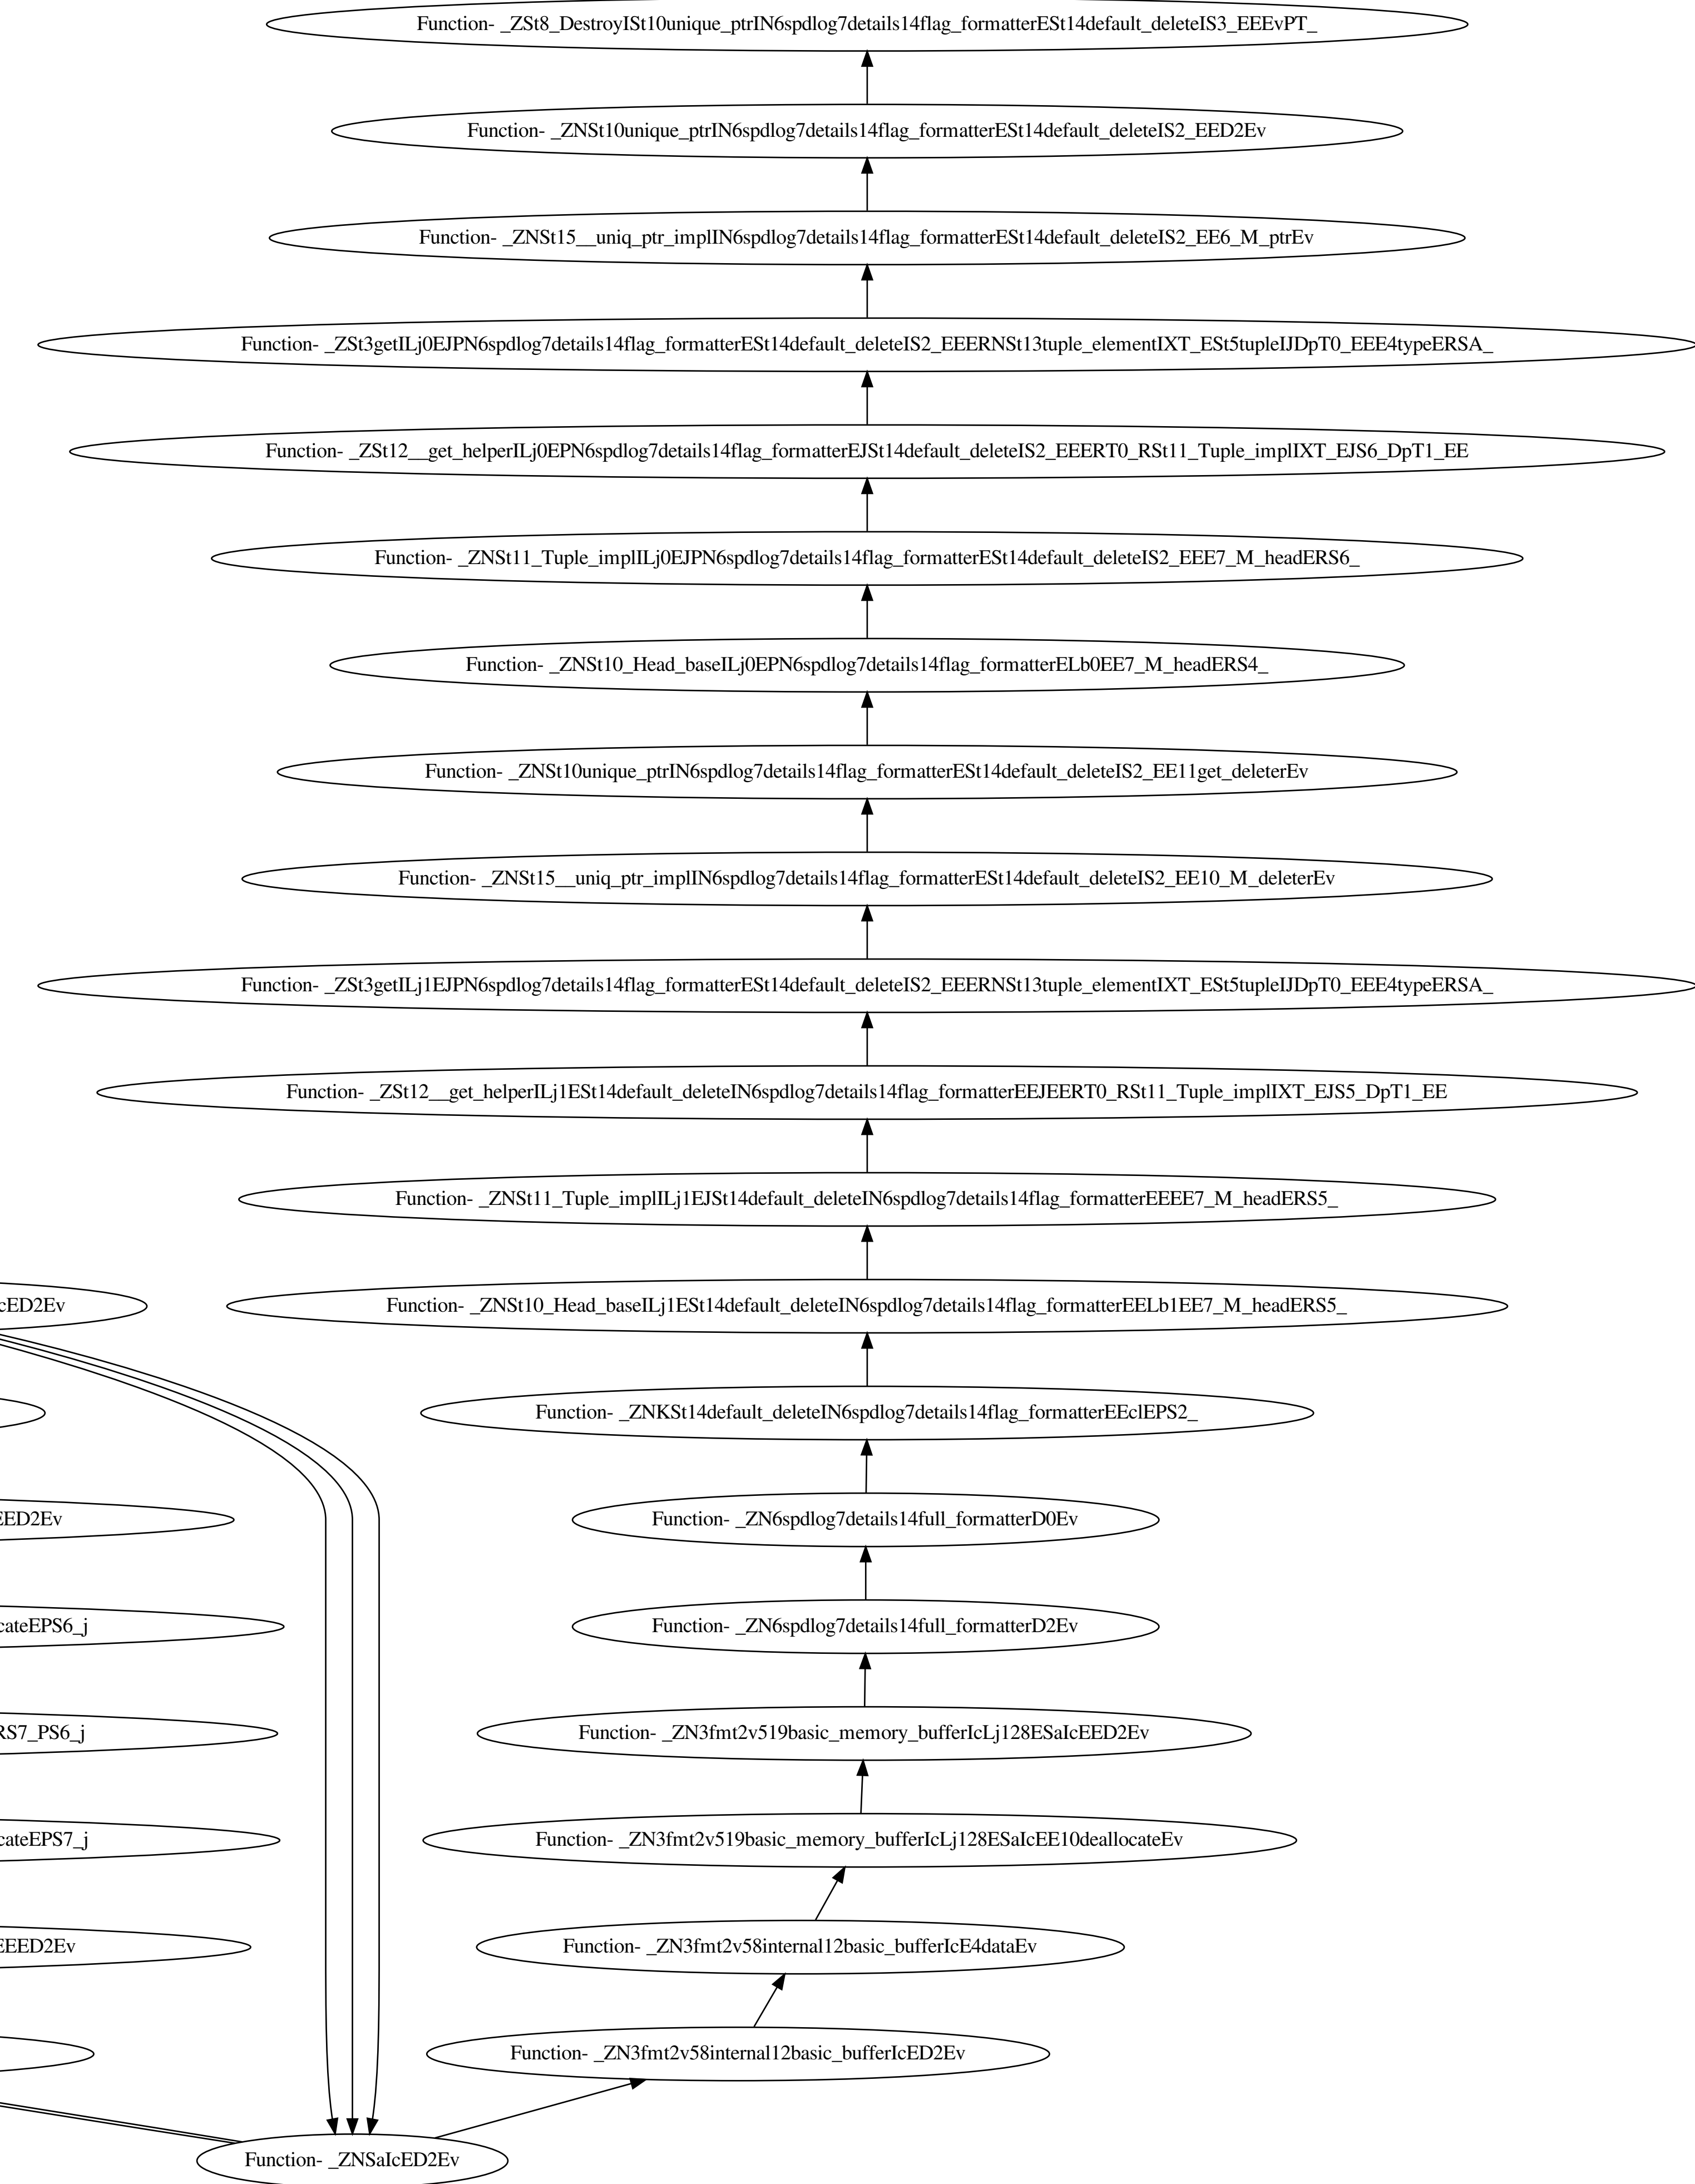 Function- _ZSt8_DestroyISt10unique_ptrIN6spdlog7details14flag_formatterESt14default_deleteIS3_EEEvPT_
Function- _ZNSt10unique_ptrIN6spdlog7details14flag_formatterESt14default_deleteIS2_EED2Ev
Function- _ZNSt15__uniq_ptr_implIN6spdlog7details14flag_formatterESt14default_deleteIS2_EE6_M_ptrEv
Function- _ZSt3getILj0EJPN6spdlog7details14flag_formatterESt14default_deleteIS2_EEERNSt13tuple_elementIXT_ESt5tupleIJDpT0_EEE4typeERSA_
Function- _ZSt12__get_helperILj0EPN6spdlog7details14flag_formatterEJSt14default_deleteIS2_EEERT0_RSt11_Tuple_implIXT_EJS6_DpT1_EE
Function- _ZNSt11_Tuple_implILj0EJPN6spdlog7details14flag_formatterESt14default_deleteIS2_EEE7_M_headERS6_
Function- _ZNSt10_Head_baseILj0EPN6spdlog7details14flag_formatterELb0EE7_M_headERS4_
Function- _ZNSt10unique_ptrIN6spdlog7details14flag_formatterESt14default_deleteIS2_EE11get_deleterEv
Function- _ZNSt15__uniq_ptr_implIN6spdlog7details14flag_formatterESt14default_deleteIS2_EE10_M_deleterEv
Function- _ZSt3getILj1EJPN6spdlog7details14flag_formatterESt14default_deleteIS2_EEERNSt13tuple_elementIXT_ESt5tupleIJDpT0_EEE4typeERSA_
Function- _ZSt12__get_helperILj1ESt14default_deleteIN6spdlog7details14flag_formatterEEJEERT0_RSt11_Tuple_implIXT_EJS5_DpT1_EE
Function- _ZNSt11_Tuple_implILj1EJSt14default_deleteIN6spdlog7details14flag_formatterEEEE7_M_headERS5_
cED2Ev
Function- _ZNSt10_Head_baseILj1ESt14default_deleteIN6spdlog7details14flag_formatterEELb1EE7_M_headERS5_
Function- _ZNKSt14default_deleteIN6spdlog7details14flag_formatterEEclEPS2_
EED2Ev
Function- _ZN6spdlog7details14full_formatterD0Ev
cateEPS6_j
Function- _ZN6spdlog7details14full_formatterD2Ev
RS7_PS6_j
Function- _ZN3fmt2v519basic_memory_bufferIcLj128ESaIcEED2Ev
cateEPS7_j
Function- _ZN3fmt2v519basic_memory_bufferIcLj128ESaIcEE10deallocateEv
EEED2Ev
Function- _ZN3fmt2v58internal12basic_bufferIcE4dataEv
Function- _ZN3fmt2v58internal12basic_bufferIcED2Ev
Function- _ZNSaIcED2Ev